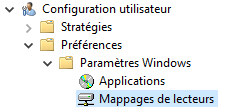 Configuration utilisateur
Stratégies
Préférences
Paramètres Windows
Applications
Mappages de lecteurs